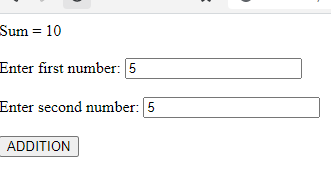 Sum = 10
Enter first number: 5
Enter second number: 5
ADDITION